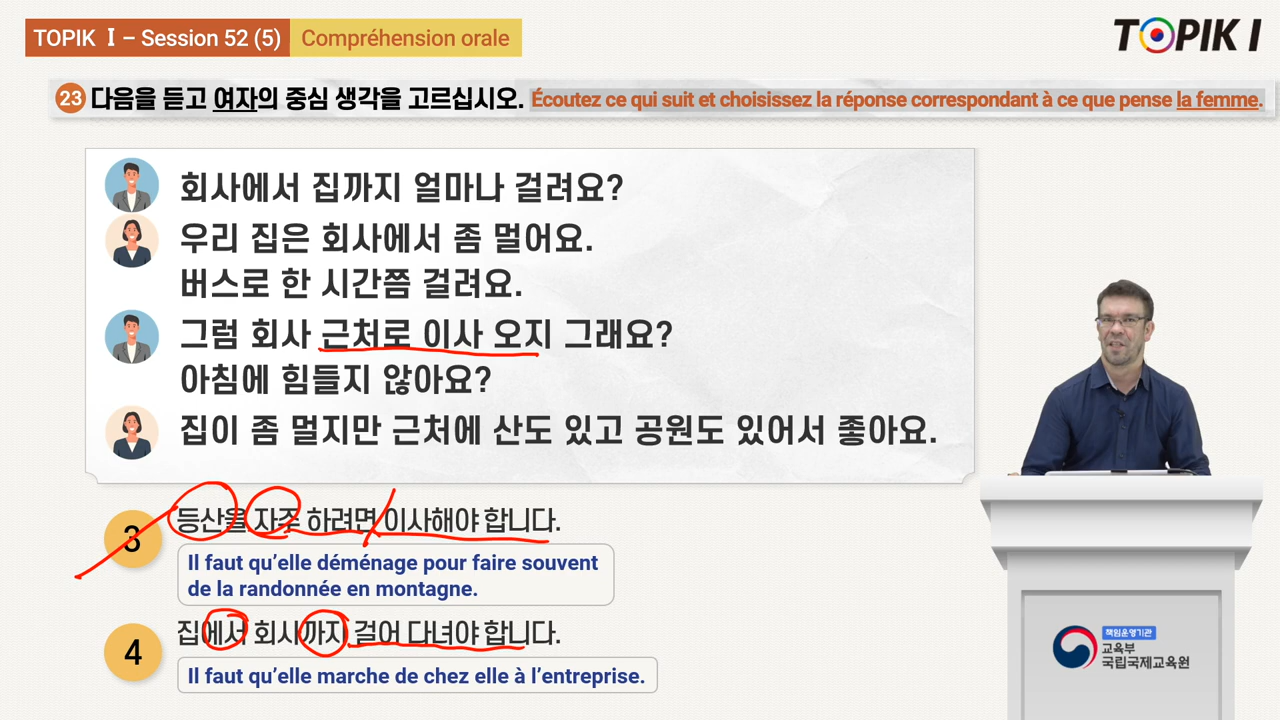 TOPIK Ⅰ – Session 52 (5) Compréhension orale
TOPIK I
23 다음을 듣고 여자의 중심 생각을 고르십시오. Écoutez ce qui suit et choisissez la réponse correspondant à ce que pense la femme.
회사에서 집까지 얼마나 걸려요?
우리 집은 회사에서 좀 멀어요.
버스로 한 시간쯤 걸려요.
그럼 회사 근처로 이사 오지 그래요?
아침에 힘들지 않아요?
집이 좀 멀지만 근처에 산도 있고 공원도 있어서 좋아요.
3 등산을 자주 하려면 이사해야 합니다.
Il faut qu’elle déménage pour faire souvent
de la randonnée en montagne.
4 집에서 회사까지 걸어 다녀야 합니다.
Il faut qu’elle marche de chez elle à l’entreprise.
책임운영기관
교육부
국립국제교육원